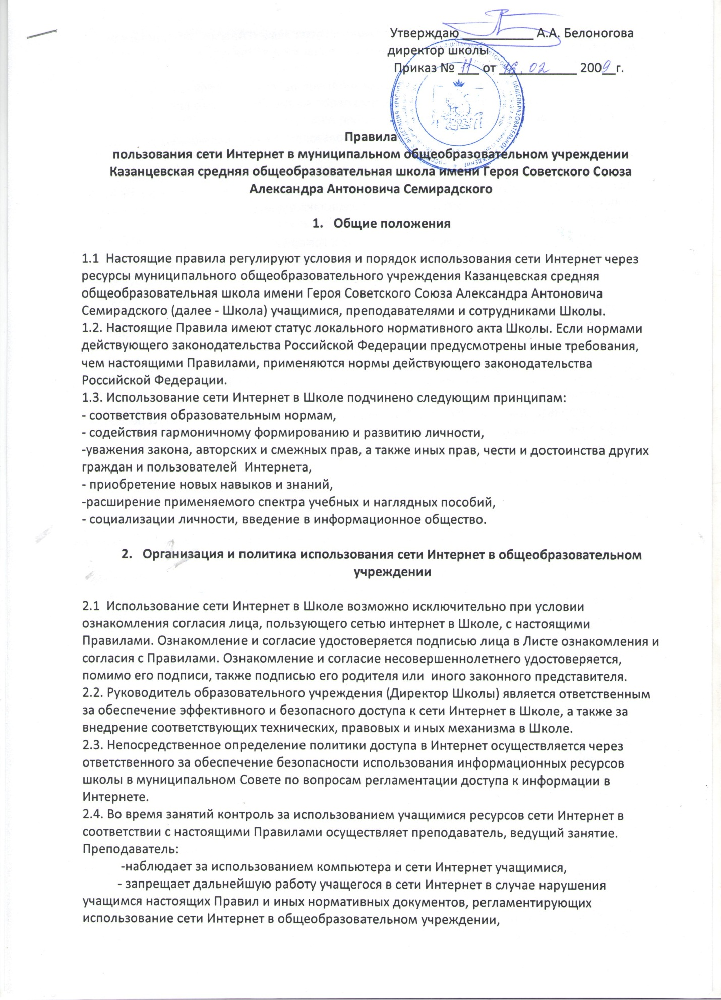 Утверждаю __________ А.А. Белоногова
директор школы
Приказ № 11 от 16.02 2009 г.
Правила
пользования сети Интернет в муниципальном общеобразовательном учреждении
Казанцевская средняя общеобразовательная школа имени Героя Советского Союза
Александра Антоновича Семирадского
1. Общие положения
1.1 Настоящие правила регулируют условия и порядок использования сети Интернет через
ресурсы муниципального общеобразовательного учреждения Казанцевская средняя
общеобразовательная школа имени Героя Советского Союза Александра Антоновича
Семирадского (далее - Школа) учащимися, преподавателями и сотрудниками Школы.
1.2. Настоящие Правила имеют статус локального нормативного акта Школы. Если нормами
действующего законодательства Российской Федерации предусмотрены иные требования,
чем настоящими Правилами, применяются нормы действующего законодательства
Российской Федерации.
1.3. Использование сети Интернет в Школе подчинено следующим принципам:
- соответствия образовательным нормам,
- содействия гармоничному формированию и развитию личности,
-уважения закона, авторских и смежных прав, а также иных прав, чести и достоинства других
граждан и пользователей Интернета,
- приобретение новых навыков и знаний,
-расширение применяемого спектра учебных и наглядных пособий,
- социализации личности, введение в информационное общество.
2. Организация и политика использования сети Интернет в общеобразовательном
учреждении
2.1 Использование сети Интернет в Школе возможно исключительно при условии
ознакомления согласия лица, пользующего сетью интернет в Школе, с настоящими
Правилами. Ознакомление и согласие удостоверяется подписью лица в Листе ознакомления и
согласия с Правилами. Ознакомление и согласие несовершеннолетнего удостоверяется,
помимо его подписи, также подписью его родителя или иного законного представителя.
2.2. Руководитель образовательного учреждения (Директор Школы) является ответственным
за обеспечение эффективного и безопасного доступа к сети Интернет в Школе, а также за
внедрение соответствующих технических, правовых и иных механизма в Школе.
2.3. Непосредственное определение политики доступа в Интернет осуществляется через
ответственного за обеспечение безопасности использования информационных ресурсов
школы в муниципальном Совете по вопросам регламентации доступа к информации в
Интернете.
2.4. Во время занятий контроль за использованием учащимися ресурсов сети Интернет в
соответствии с настоящими Правилами осуществляет преподаватель, ведущий занятие.
Преподаватель:
-наблюдает за использованием компьютера и сети Интернет учащимися,
- запрещает дальнейшую работу учащегося в сети Интернет в случае нарушения
учащимся настоящих Правил и иных нормативных документов, регламентирующих
использование сети Интернет в общеобразовательном учреждении,